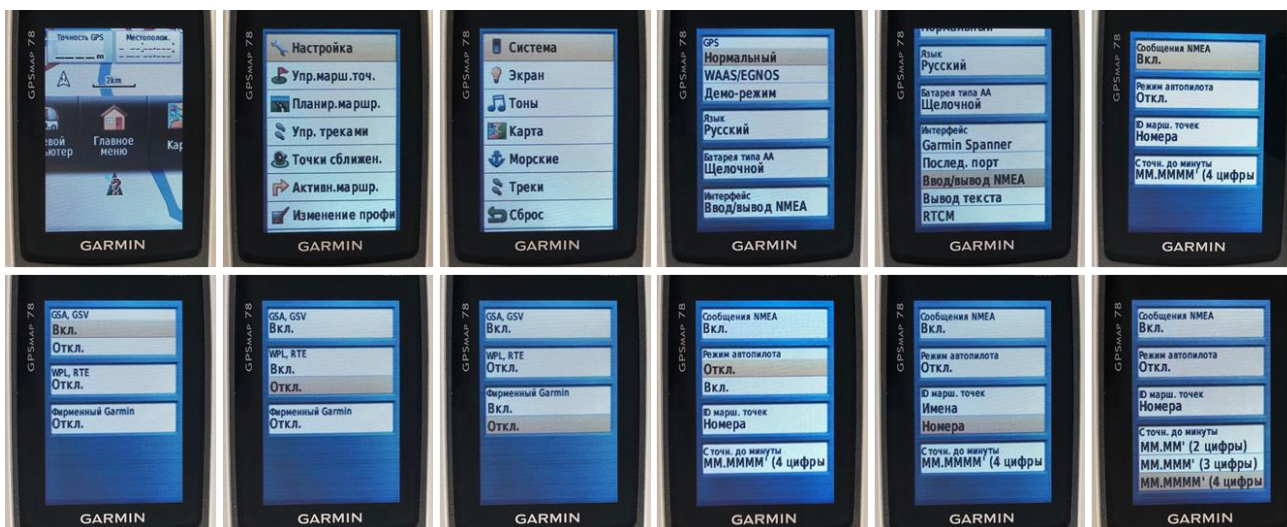 GPSMAP 78
Точность GPS
Местополож.
m
2km
Главное
меню
GARMIN
GPSMAP 78
Настройка
Упр.марш.точ.
Планир.маршр.
Упр. треками
Точки сближен.
Активн.маршр.
Изменение профи
GARMIN
GPSMAP 78
Система
Экран
Тоны
Карта
Морские
Треки
Сброс
GARMIN
GPSMAP 78
GPS
Нормальный
WAAS/EGNOS
Демо-режим
Язык
Русский
Батарея типа AA
Щелочной
Интерфейс
Ввод/вывод NMEA
GARMIN
GPSMAP 78
Нормальный
Язык
Русский
Батарея типа AA
Щелочной
Интерфейс
Garmin Spanner
Послед. порт
Ввод/вывод NMEA
Вывод текста
RTCM
GARMIN
GPSMAP 78
Сообщения NMEA
Вкл.
Режим автопилота
Откл.
ID марш. точек
Номера
С точн. до минуты
MM.MMMM' (4 цифры
GARMIN
GPSMAP 78
GSA, GSV
Вкл.
Откл.
WPL, RTE
Откл.
Фирменный Garmin
Откл.
GARMIN
GPSMAP 78
GSA, GSV
Вкл.
WPL, RTE
Вкл.
Откл.
Фирменный Garmin
Откл.
GARMIN
GPSMAP 78
GSA, GSV
Вкл.
WPL, RTE
Откл.
Фирменный Garmin
Вкл.
Откл.
GARMIN
GPSMAP 78
Сообщения NMEA
Вкл.
Режим автопилота
Откл.
Вкл.
ID марш. точек
Номера
С точн. до минуты
MM.MMMM' (4 цифры
GARMIN
GPSMAP 78
Сообщения NMEA
Вкл.
Режим автопилота
Откл.
ID марш. точек
Имена
Номера
С точн. до минуты
MM.MMMM' (4 цифры
GARMIN
GPSMAP 78
Сообщения NMEA
Вкл.
Режим автопилота
Откл.
ID марш. точек
Номера
С точн. до минуты
MM.MM' (2 цифры)
MM.MMM' (3 цифры)
MM.MMMM' (4 цифры
GARMIN